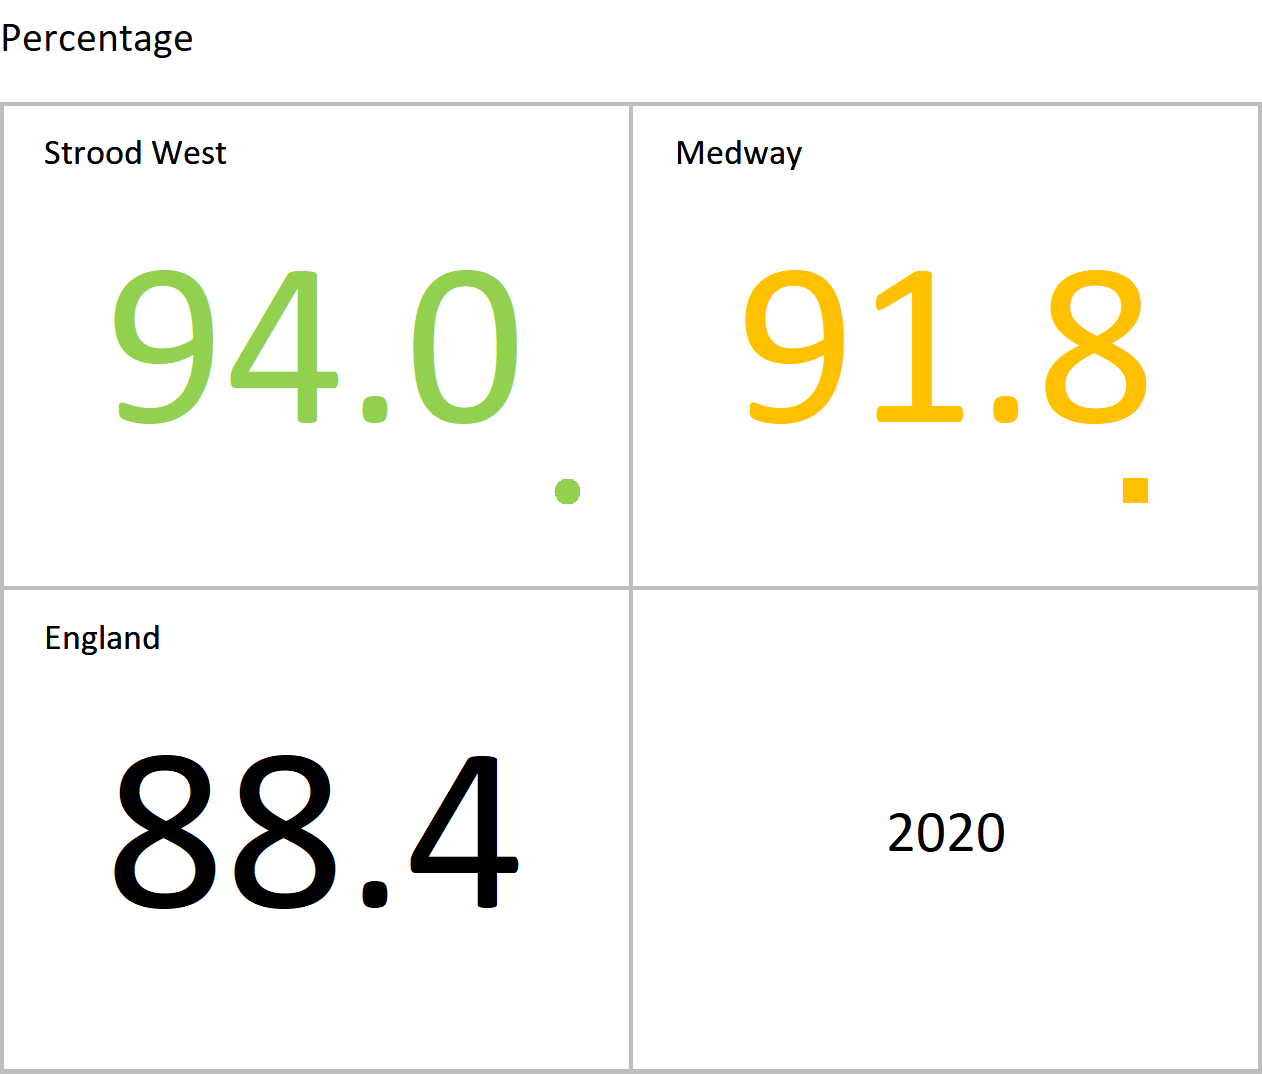 Percentage
Strood West
Medway
94.0
91.8
England
88.4
2020